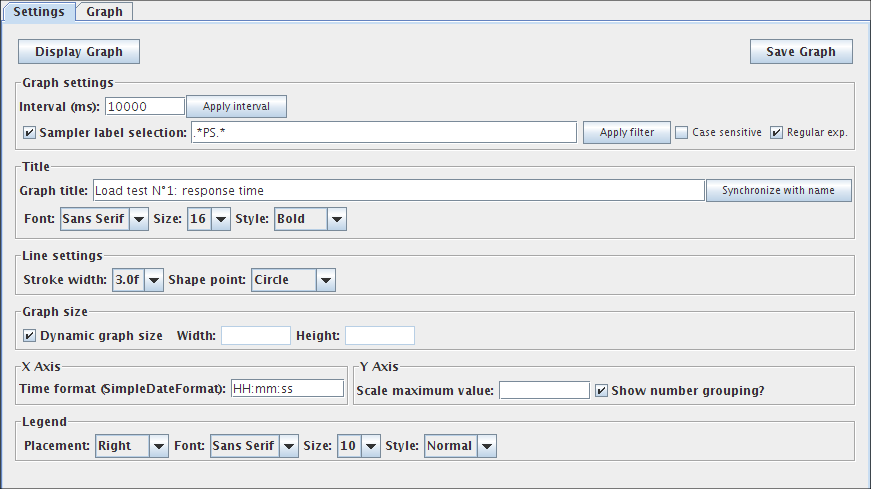 Settings Graph
Display Graph Save Graph
Graph settings
Interval (ms): 10000 Apply interval
Sampler label selection: .*PS.* Apply filter Case sensitive Regular exp.
Title
Graph title: Load test N°1: response time Synchronize with name
Font: Sans Serif Size: 16 Style: Bold
Line settings
Stroke width: 3.0f Shape point: Circle
Graph size
Dynamic graph size Width: Height:
X Axis Y Axis
Time format (SimpleDateFormat): HH:mm:ss Scale maximum value: Show number grouping?
Legend
Placement: Right Font: Sans Serif Size: 10 Style: Normal